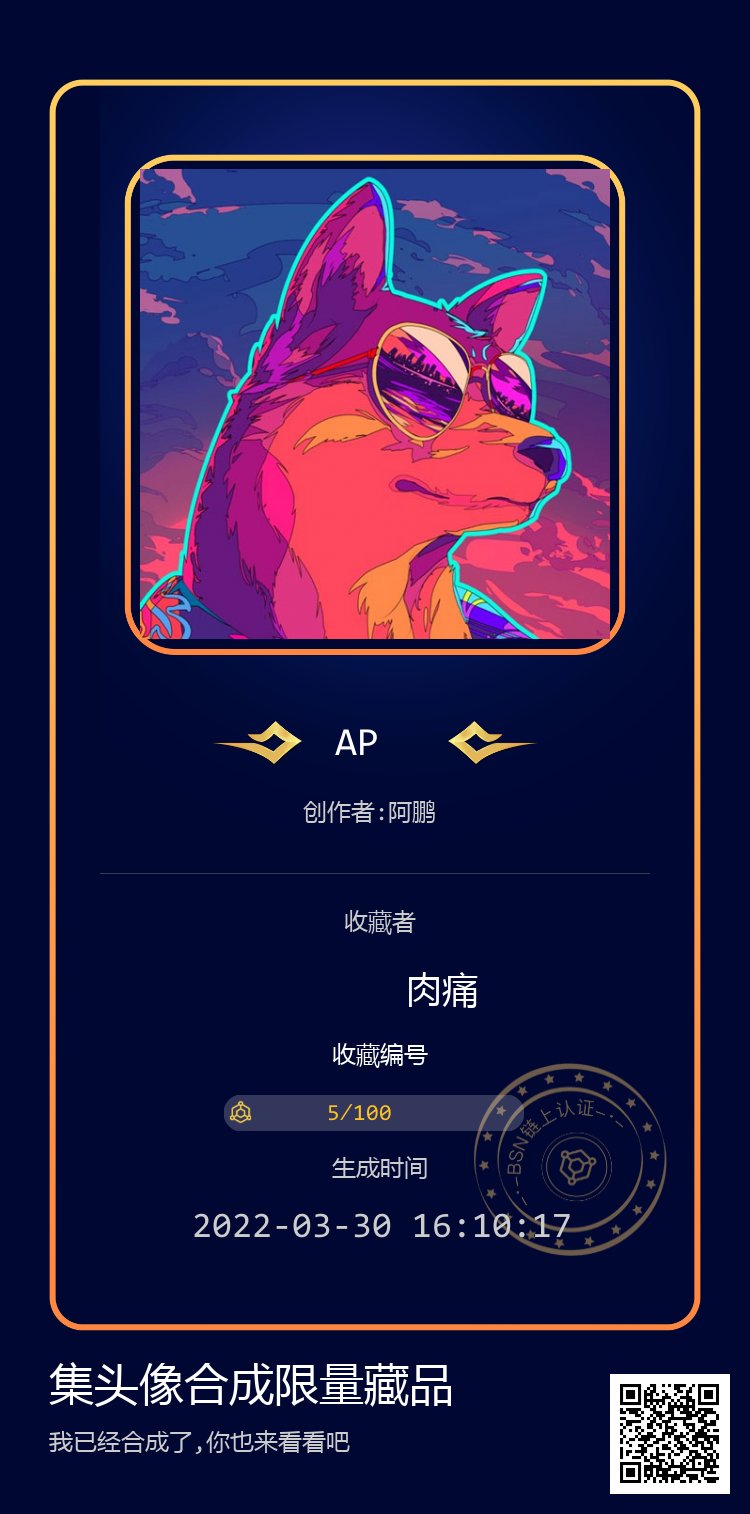 AP
创作者:阿鹏
收藏者
肉痛
收藏编号
5/100
BSN链上认证
生成时间
2022-03-30 16:10:17
集头像合成限量藏品
我已经合成了,你也来看看吧